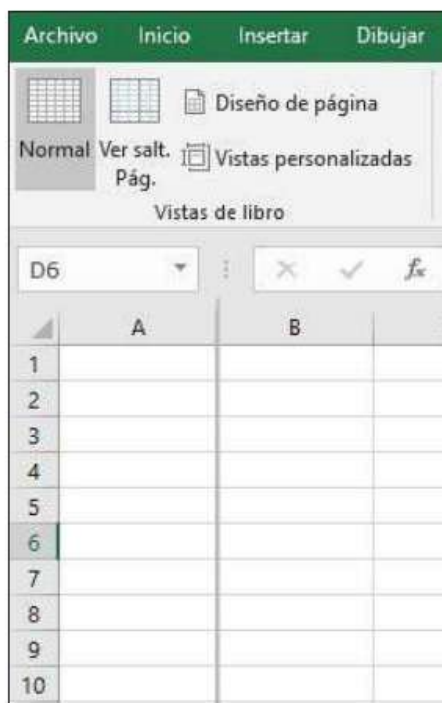 Archivo Inicio Insertar Dibujar
Diseño de página
Normal Ver salt. Pág.
Vistas personalizadas
Vistas de libro
D6 fx
A B
1
2
3
4
5
6
7
8
9
10